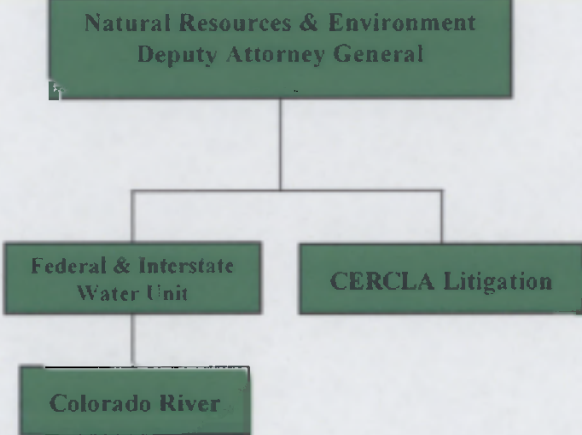 Natural Resources & Environment
Deputy Attorney General
Federal & Interstate
Water Unit
CERCLA Litigation
Colorado River